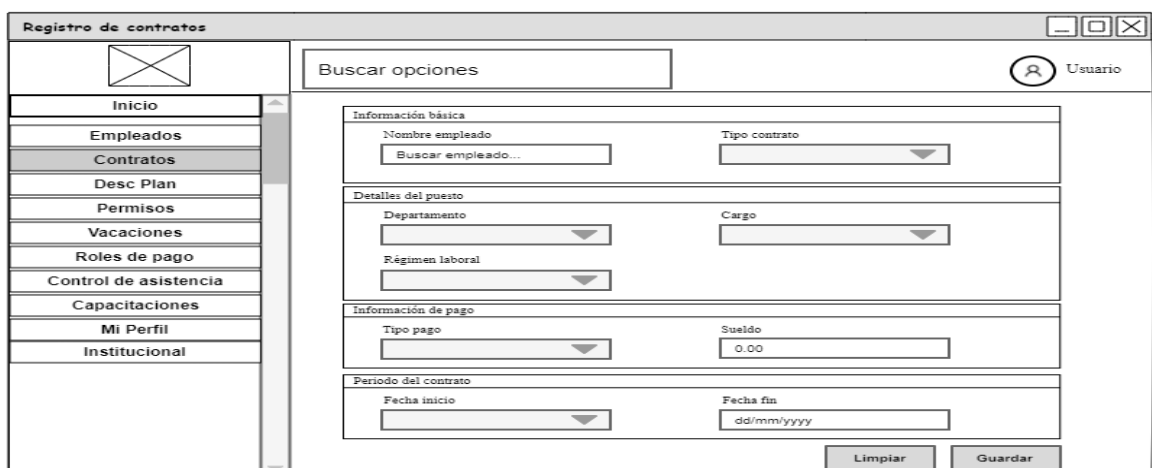 Registro de contratos
Buscar opciones
Usuario
Inicio
Empleados
Contratos
Desc Plan
Permisos
Vacaciones
Roles de pago
Control de asistencia
Capacitaciones
Mi Perfil
Institucional
Información básica
Nombre empleado Tipo contrato
Buscar empleado...
Detalles del puesto
Departamento Cargo
Régimen laboral
Información de pago
Tipo pago Sueldo
0.00
Periodo del contrato
Fecha inicio Fecha fin
dd/mm/yyyy
Limpiar Guardar